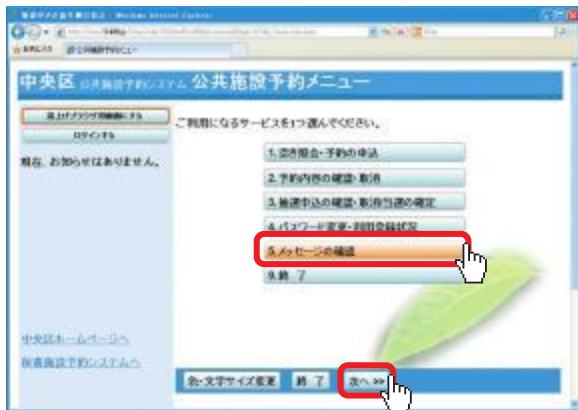 中央区 公共施設予約システム 公共施設予約メニュー
ログインする
ご利用になるサービスを1つ選んでください。
現在、お知らせはありません。
1.空き照会・予約の申込
2.予約内容の確認・取消
3.抽選申込の確認・取消当選の確定
4.パスワード変更・利用登録状況
5.メッセージの確認
9.終 了
中央区ホームページへ
色・文字サイズ変更 終 了 次へ >>